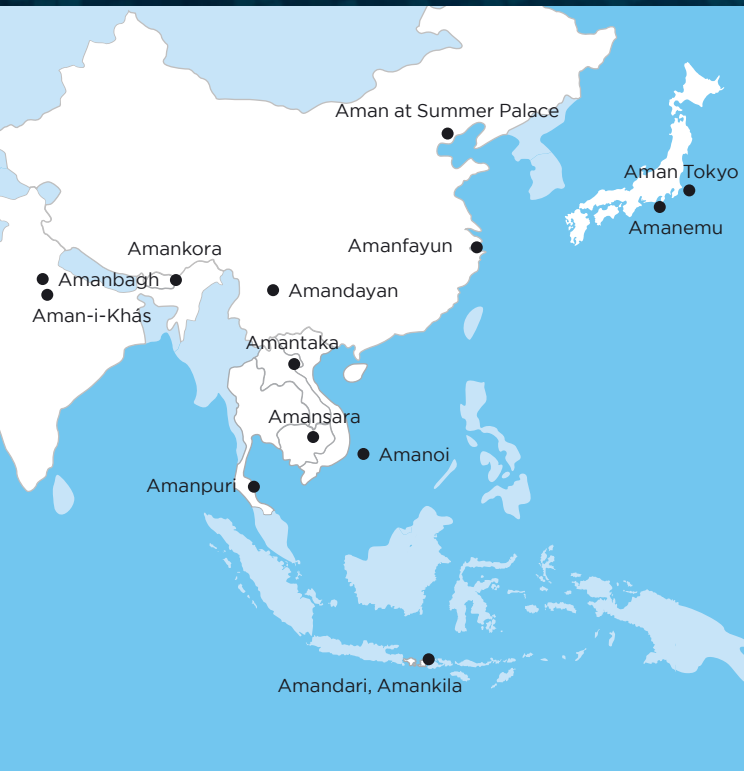 Aman at Summer Palace
Aman Tokyo
Amanemu
Amanfayun
Amankora
Amanbagh
Amandayan
Aman-i-Khás
Amantaka
Amansara
Amanoi
Amanpuri
Amandari, Amankila